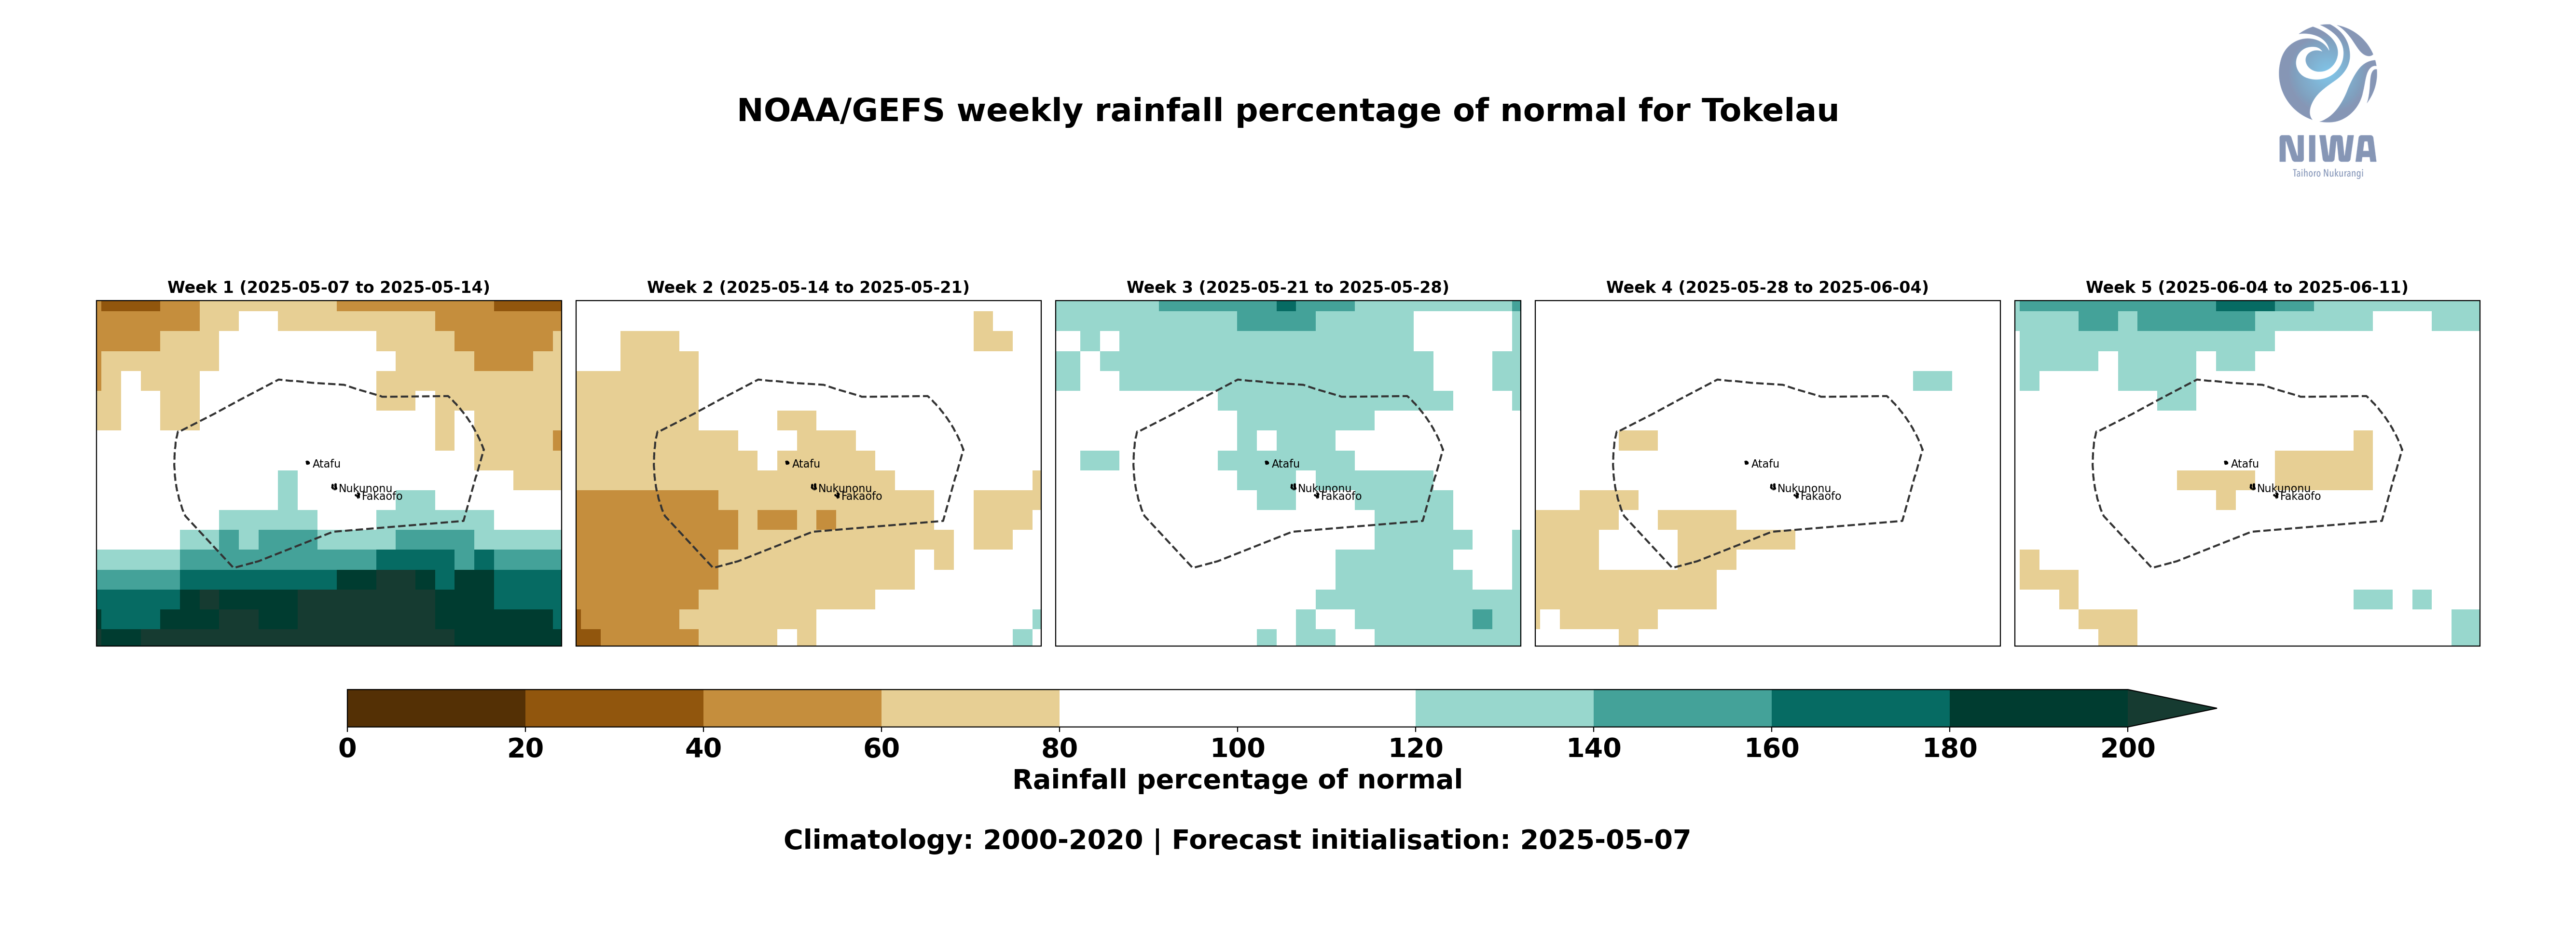 NOAA/GEFS weekly rainfall percentage of normal for Tokelau
NIWA
Taihoro Nukurangi
Week 1 (2025-05-07 to 2025-05-14)
Week 2 (2025-05-14 to 2025-05-21)
Week 3 (2025-05-21 to 2025-05-28)
Week 4 (2025-05-28 to 2025-06-04)
Week 5 (2025-06-04 to 2025-06-11)
Atafu
Nukunonu
Fakaofo
Atafu
Nukunonu
Fakaofo
Atafu
Nukunonu
Fakaofo
Atafu
Nukunonu
Fakaofo
Atafu
Nukunonu
Fakaofo
0 20 40 60 80 100 120 140 160 180 200
Rainfall percentage of normal
Climatology: 2000-2020 | Forecast initialisation: 2025-05-07